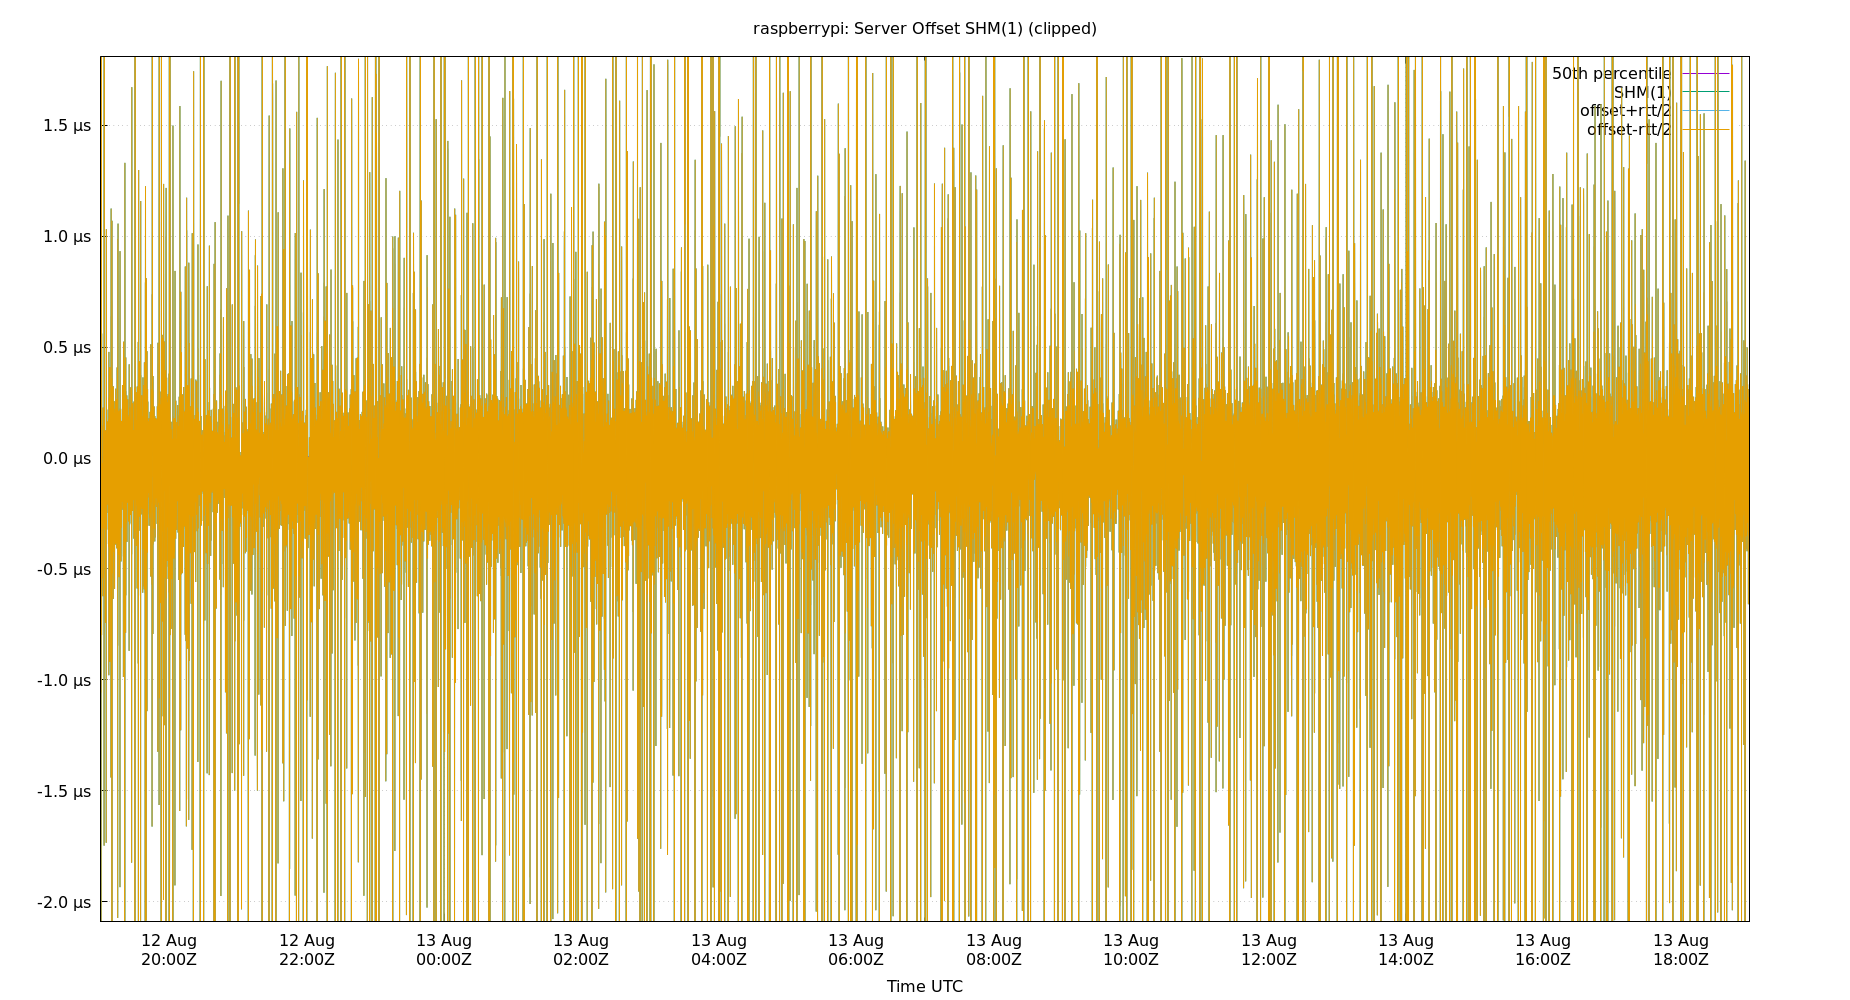 raspberrypi: Server Offset SHM(1) (clipped)
50th percentile
SHM(1)
offset+rtt/2
offset-rtt/2
1.5 µs
1.0 µs
0.5 µs
0.0 µs
-0.5 µs
-1.0 µs
-1.5 µs
-2.0 µs
12 Aug 12 Aug 13 Aug 13 Aug 13 Aug 13 Aug 13 Aug 13 Aug 13 Aug 13 Aug 13 Aug 13 Aug
20:00Z 22:00Z 00:00Z 02:00Z 04:00Z 06:00Z 08:00Z 10:00Z 12:00Z 14:00Z 16:00Z 18:00Z
Time UTC